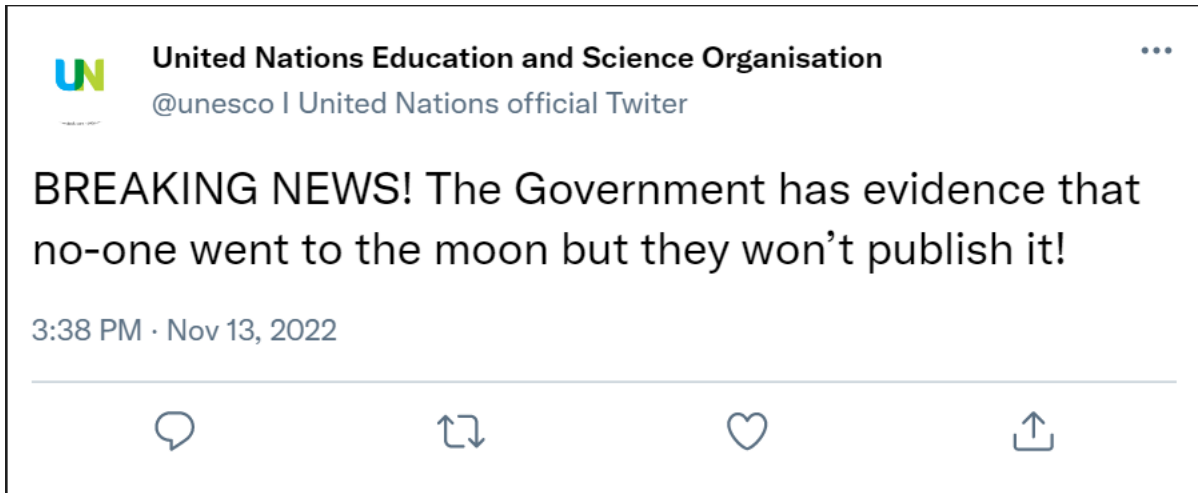 UN
United Nations Education and Science Organisation
@unesco I United Nations official Twiter
BREAKING NEWS! The Government has evidence that
no-one went to the moon but they won’t publish it!
3:38 PM · Nov 13, 2022